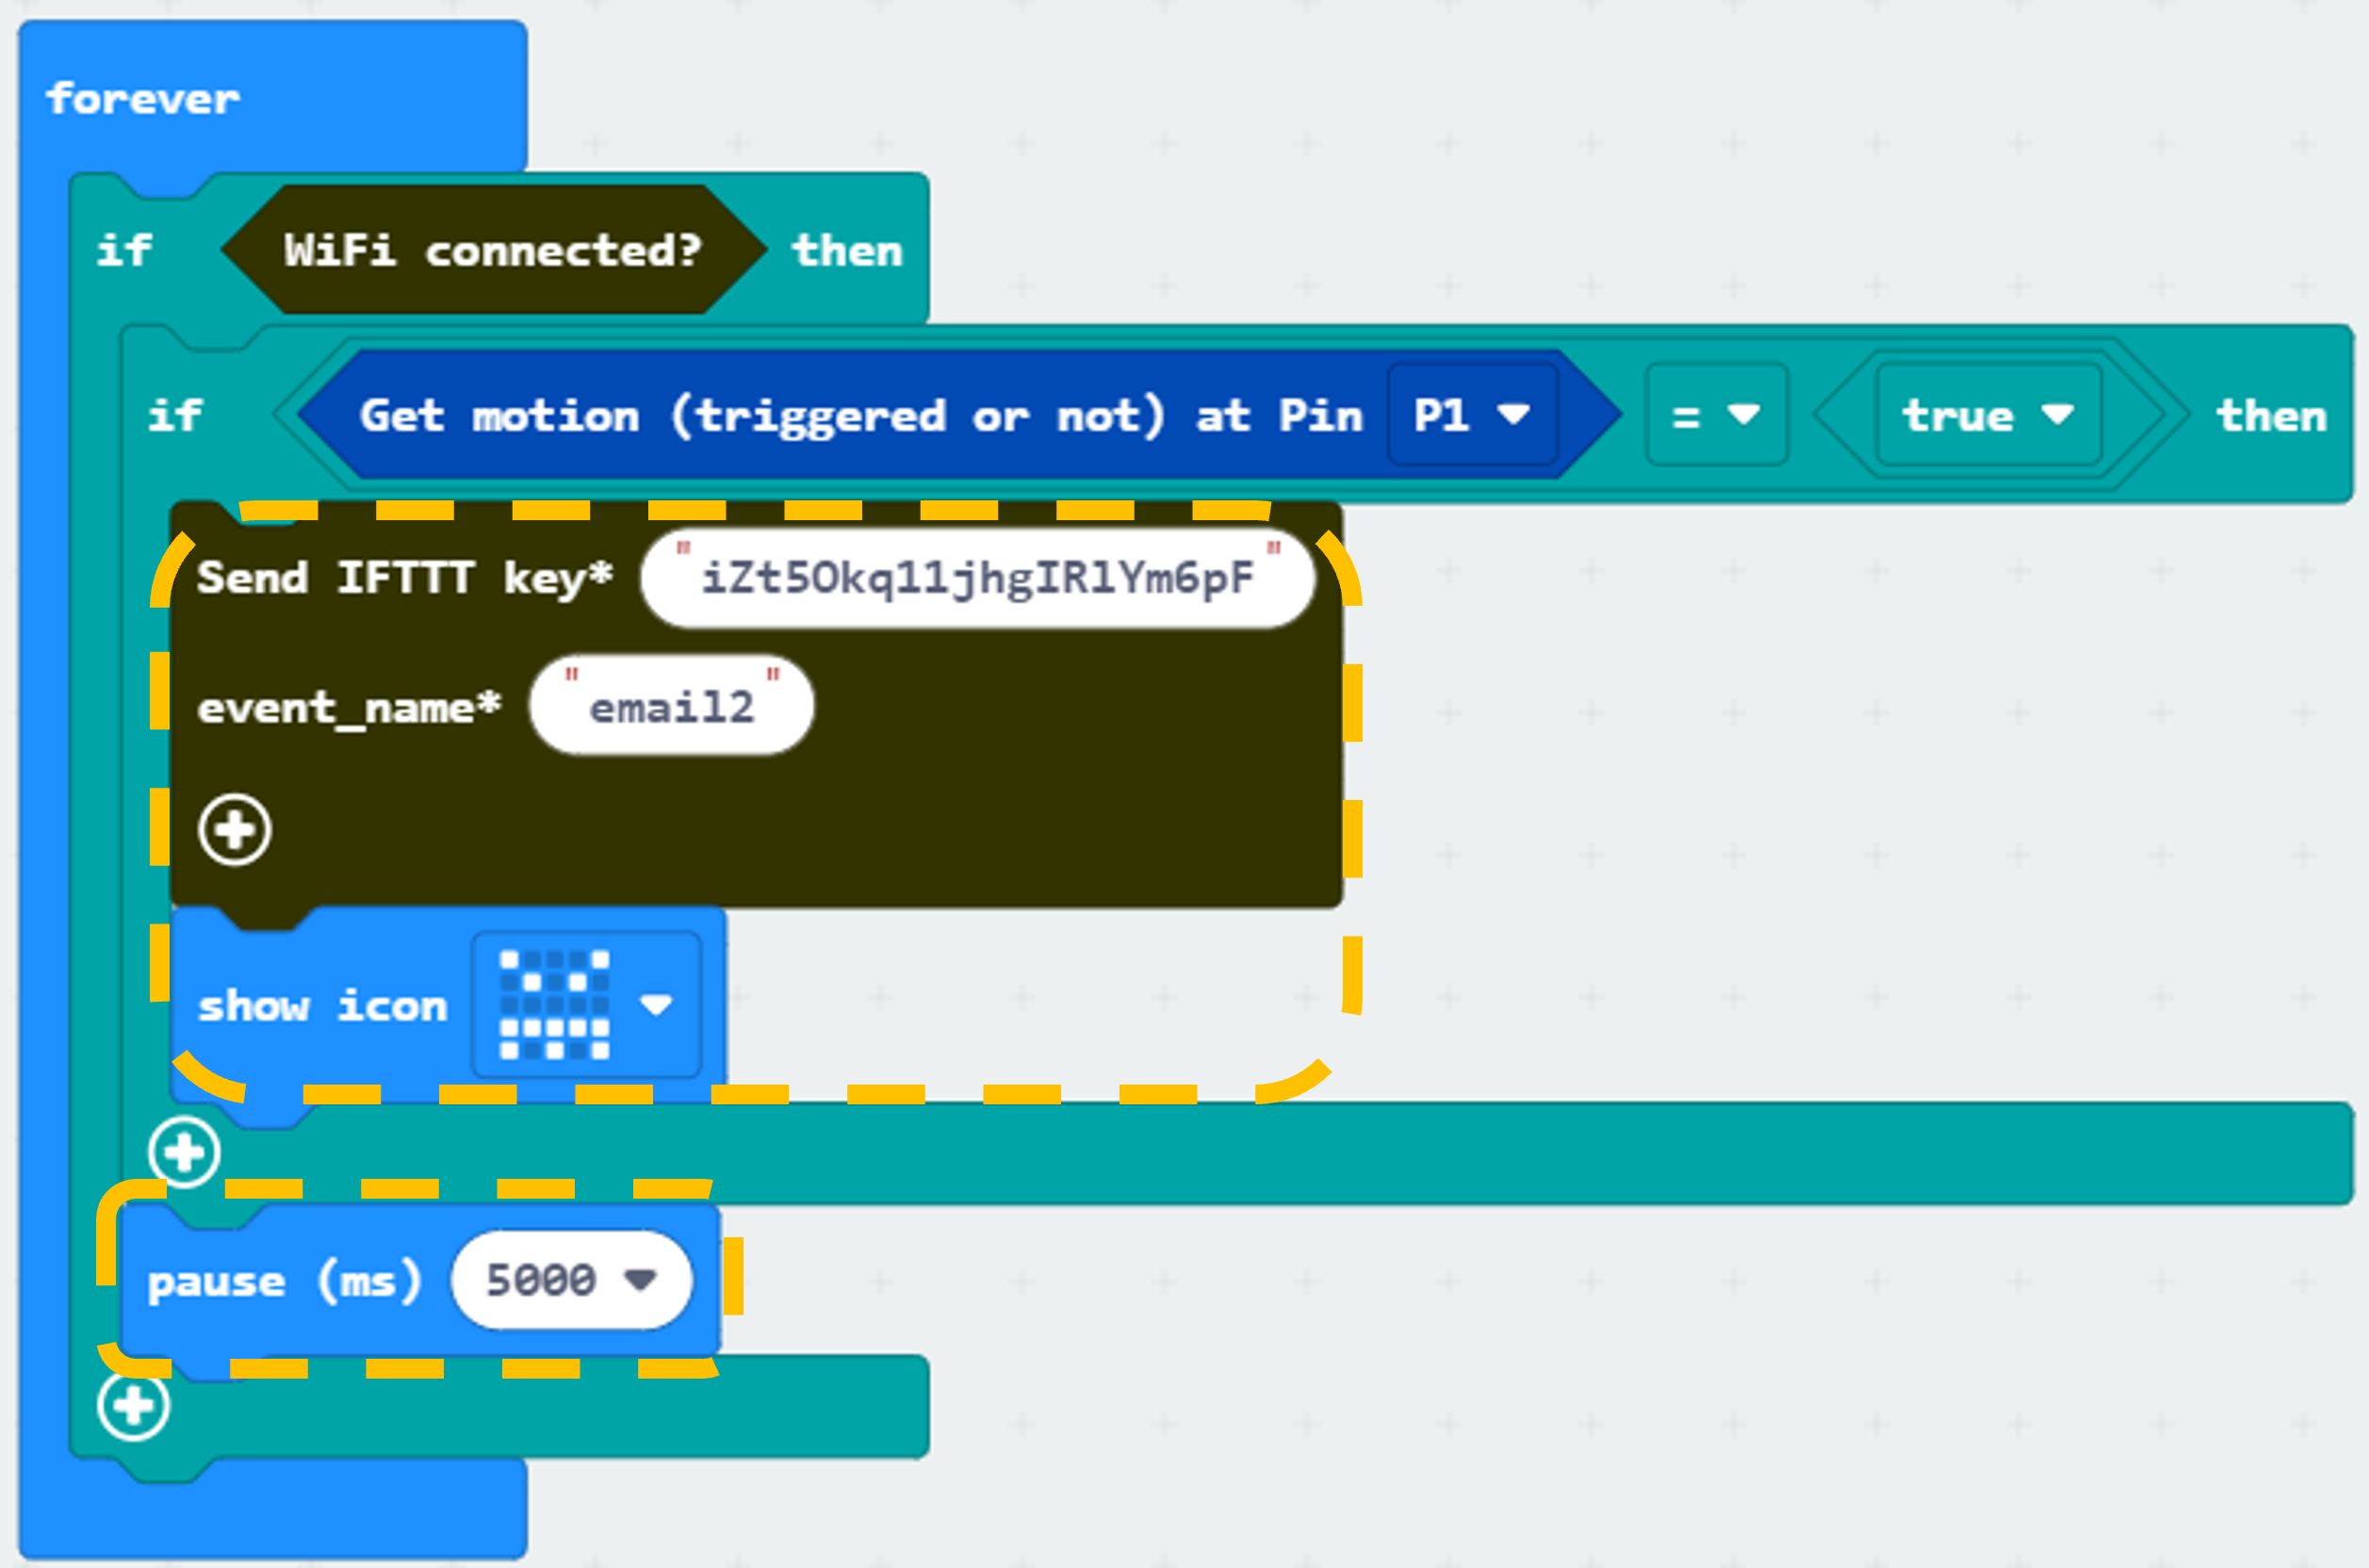 forever
if WiFi connected? then
if Get motion (triggered or not) at Pin P1 = true then
Send IFTTT key* "iZt5Okq11jhgIRlYm6pF"
event_name* "email2"
show icon
pause (ms) 5000